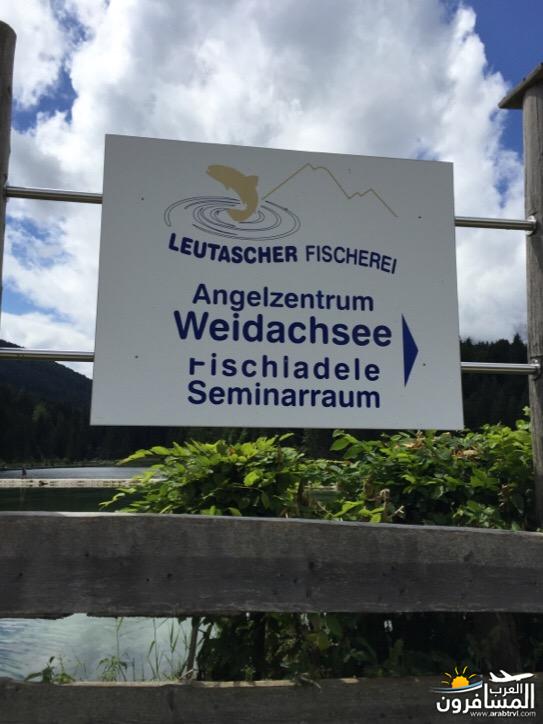 LEUTASCHER FISCHEREI
Angelzentrum
Weidachsee
Fischladele
Seminarraum
العرب
المسافرون
www.arabtrvl.com